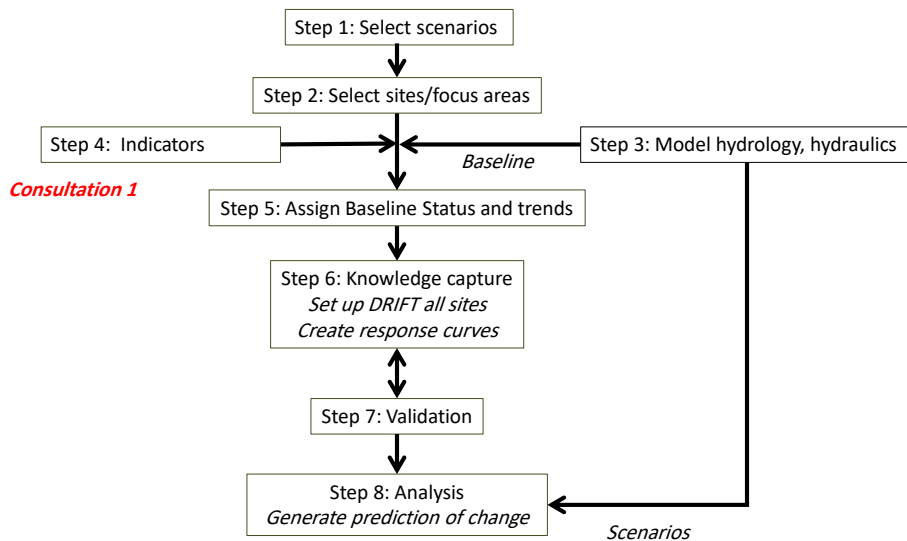 Step 1: Select scenarios
Step 2: Select sites/focus areas
Step 4: Indicators
Step 3: Model hydrology, hydraulics
Baseline
Consultation 1
Step 5: Assign Baseline Status and trends
Step 6: Knowledge capture
Set up DRIFT all sites
Create response curves
Step 7: Validation
Step 8: Analysis
Generate prediction of change
Scenarios